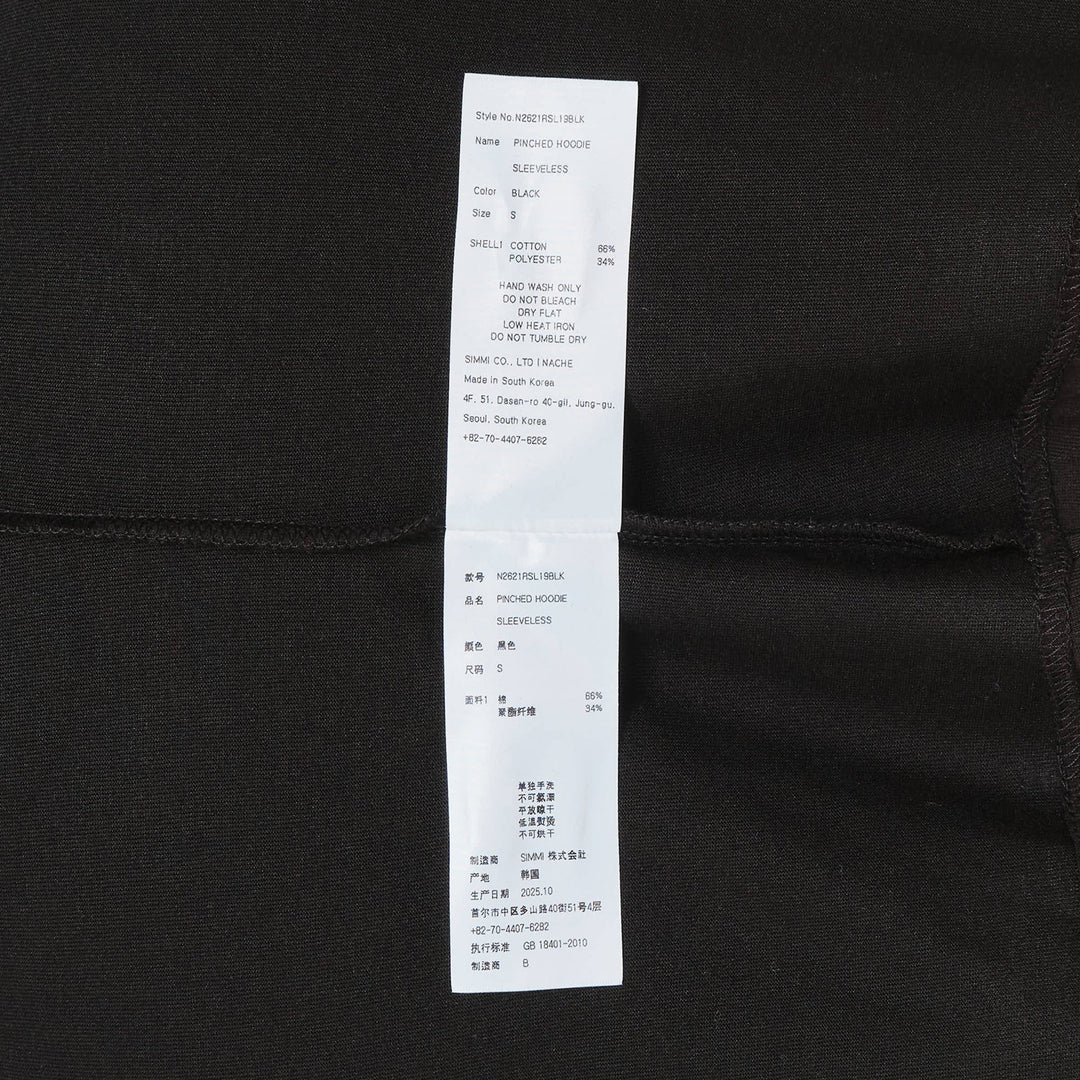 Style No.N2621RSL19BLK
Name PINCHED HOODIE
SLEEVELESS
Color BLACK
Size S
SHELL1 COTTON 66%
POLYESTER 34%
HAND WASH ONLY
DO NOT BLEACH
DRY FLAT
LOW HEAT IRON
DO NOT TUMBLE DRY
SIMMI CO., LTD | NACHE
Made in South Korea
4F, 51, Dasan-ro 40-gil, Jung-gu,
Seoul, South Korea
+82-70-4407-6282
款号 N2621RSL19BLK
品名 PINCHED HOODIE
SLEEVELESS
颜色 黑色
尺码 S
面料1 棉 66%
聚酯纤维 34%
单独手洗
不可氯漂
平放晾干
低温熨烫
不可烘干
制造商 SIMMI 株式会社
产地 韩国
生产日期 2025.10
首尔市中区多山路40街51号4层
+82-70-4407-6282
执行标准 GB 18401-2010
制造商 B